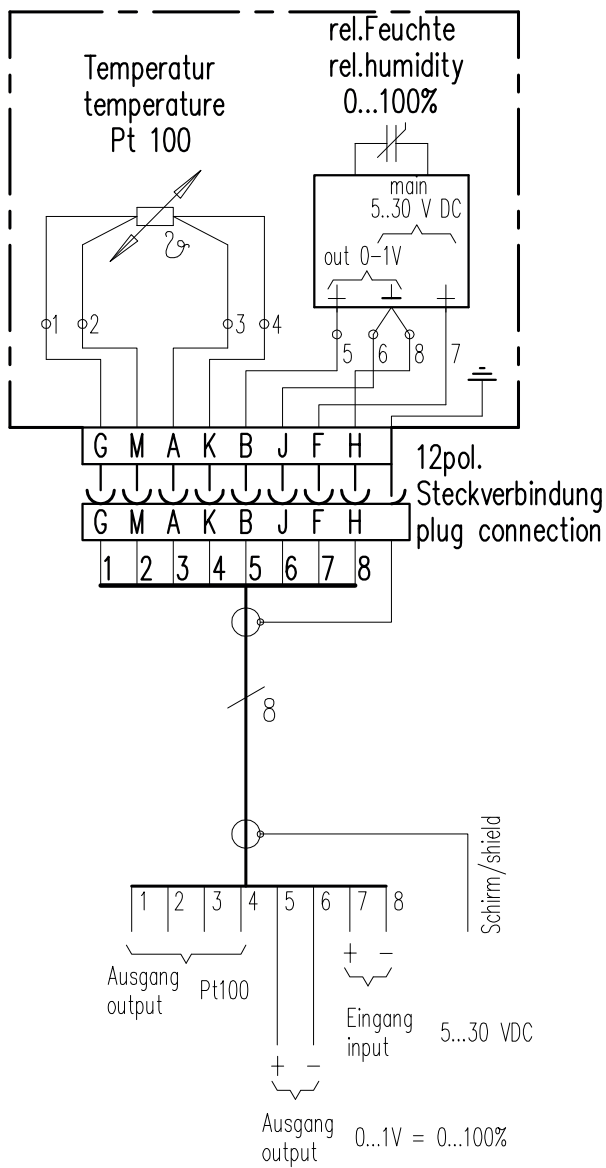 Temperatur
temperature
Pt 100
rel.Feuchte
rel.humidity
0...100%
main
5..30 V DC
out 0-1V
+ ⊥ +
ϑ
1 2 3 4
5 6 8 7
G M A K B J F H
12pol.
Steckverbindung
plug connection
G M A K B J F H
1 2 3 4 5 6 7 8
8
Schirm/shield
1 2 3 4 5 6 7 8
+ −
Ausgang
output
Pt100
Eingang
input
5...30 VDC
+ −
Ausgang
output
0...1V = 0...100%